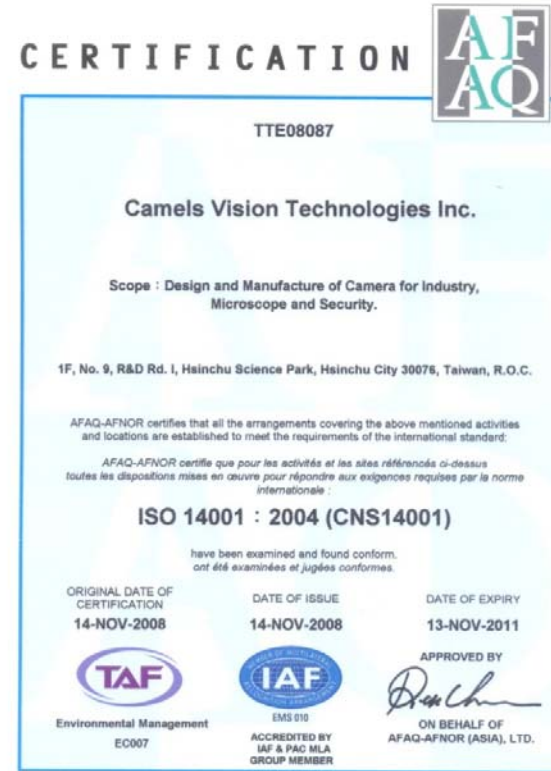 CERTIFICATION
AF
AQ
TTE08087
Camels Vision Technologies Inc.
Scope : Design and Manufacture of Camera for Industry,
Microscope and Security.
1F, No. 9, R&D Rd. I, Hsinchu Science Park, Hsinchu City 30076, Taiwan, R.O.C.
AFAQ-AFNOR certifies that all the arrangements covering the above mentioned activities
and locations are established to meet the requirements of the international standard:
AFAQ-AFNOR certifie que pour les activités et les sites référencés ci-dessus
toutes les dispositions mises en œuvre pour répondre aux exigences requises par la norme
internationale :
ISO 14001 : 2004 (CNS14001)
have been examined and found conform.
ont été examinées et jugées conformes.
ORIGINAL DATE OF
CERTIFICATION
14-NOV-2008
DATE OF ISSUE
14-NOV-2008
DATE OF EXPIRY
13-NOV-2011
TAF
Environmental Management
EC007
MEMBER OF MULTILATERAL
RECOGNITION ARRANGEMENT
IAF
EMS 010
ACCREDITED BY
IAF & PAC MLA
GROUP MEMBER
APPROVED BY
ON BEHALF OF
AFAQ-AFNOR (ASIA), LTD.